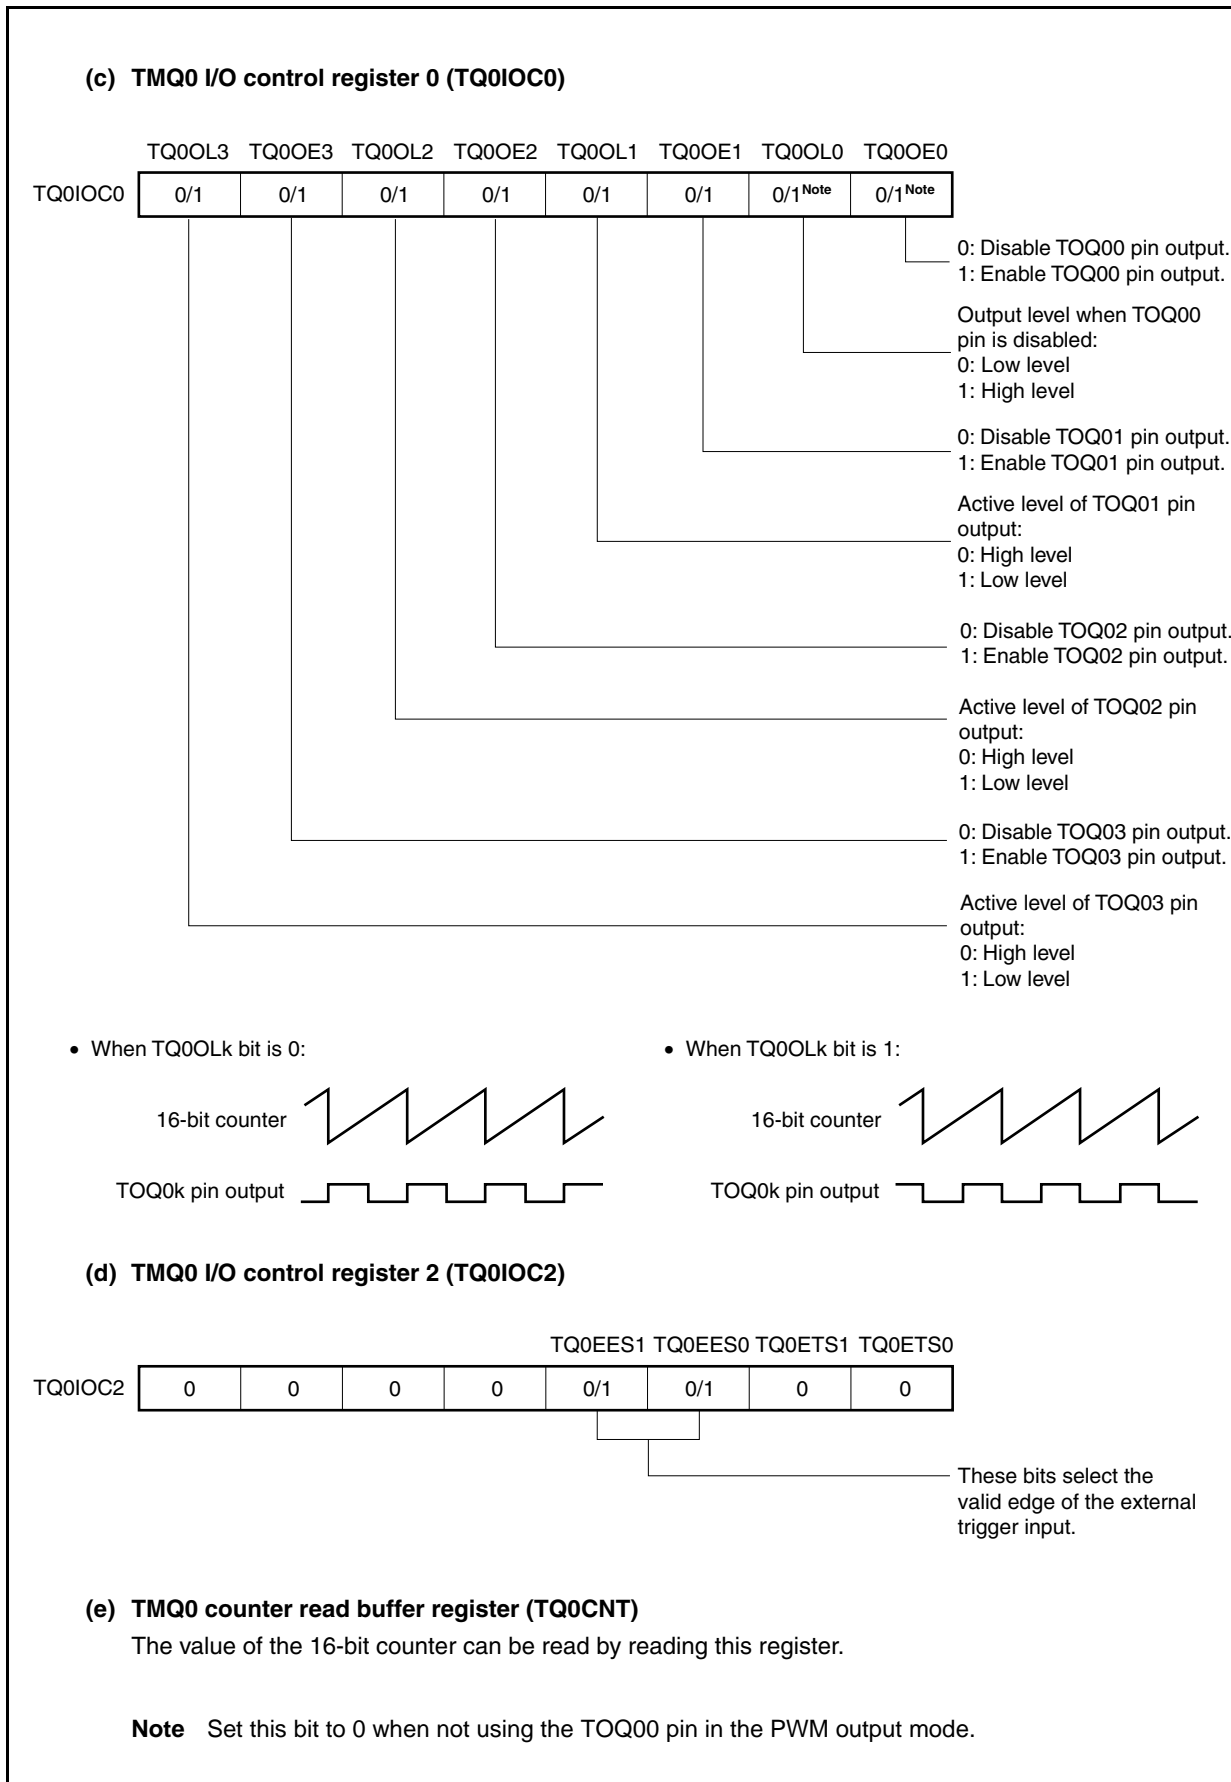 (c) TMQ0 I/O control register 0 (TQ0IOC0)
TQ0OL3 TQ0OE3 TQ0OL2 TQ0OE2 TQ0OL1 TQ0OE1 TQ0OL0 TQ0OE0
TQ0IOC0 0/1 0/1 0/1 0/1 0/1 0/1 0/1Note 0/1Note
0: Disable TOQ00 pin output.
1: Enable TOQ00 pin output.
Output level when TOQ00
pin is disabled:
0: Low level
1: High level
0: Disable TOQ01 pin output.
1: Enable TOQ01 pin output.
Active level of TOQ01 pin
output:
0: High level
1: Low level
0: Disable TOQ02 pin output.
1: Enable TOQ02 pin output.
Active level of TOQ02 pin
output:
0: High level
1: Low level
0: Disable TOQ03 pin output.
1: Enable TOQ03 pin output.
Active level of TOQ03 pin
output:
0: High level
1: Low level
• When TQ0OLk bit is 0:
16-bit counter
TOQ0k pin output
• When TQ0OLk bit is 1:
16-bit counter
TOQ0k pin output
(d) TMQ0 I/O control register 2 (TQ0IOC2)
TQ0EES1 TQ0EES0 TQ0ETS1 TQ0ETS0
TQ0IOC2 0 0 0 0 0/1 0/1 0 0
These bits select the
valid edge of the external
trigger input.
(e) TMQ0 counter read buffer register (TQ0CNT)
The value of the 16-bit counter can be read by reading this register.
Note Set this bit to 0 when not using the TOQ00 pin in the PWM output mode.